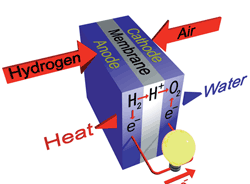 Air
Hydrogen
Cathode
Membrane
Anode
H₂ → H⁺ → O₂
e⁻ e⁻
Water
Heat